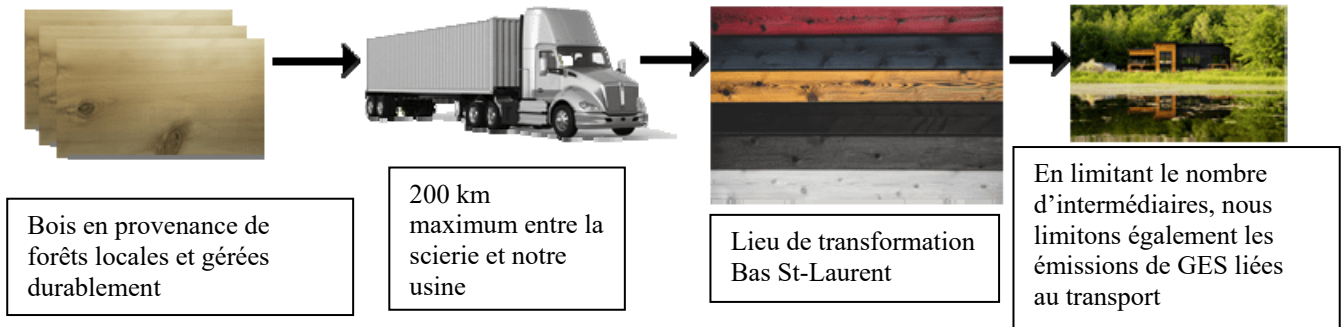 Bois en provenance de
forêts locales et gérées
durablement
200 km
maximum entre la
scierie et notre
usine
Lieu de transformation
Bas St-Laurent
En limitant le nombre
d’intermédiaires, nous
limitons également les
émissions de GES liées
au transport